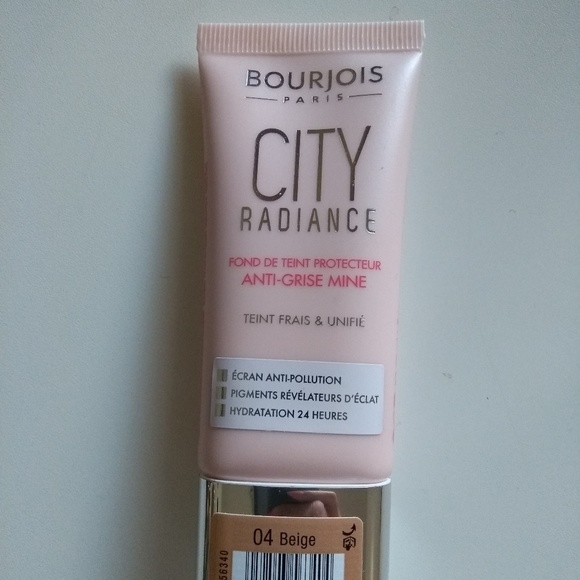 BOURJOIS
PARIS
CITY
RADIANCE
FOND DE TEINT PROTECTEUR
ANTI-GRISE MINE
TEINT FRAIS & UNIFIÉ
ÉCRAN ANTI-POLLUTION
PIGMENTS RÉVÉLATEURS D'ÉCLAT
HYDRATATION 24 HEURES
04 Beige
56340